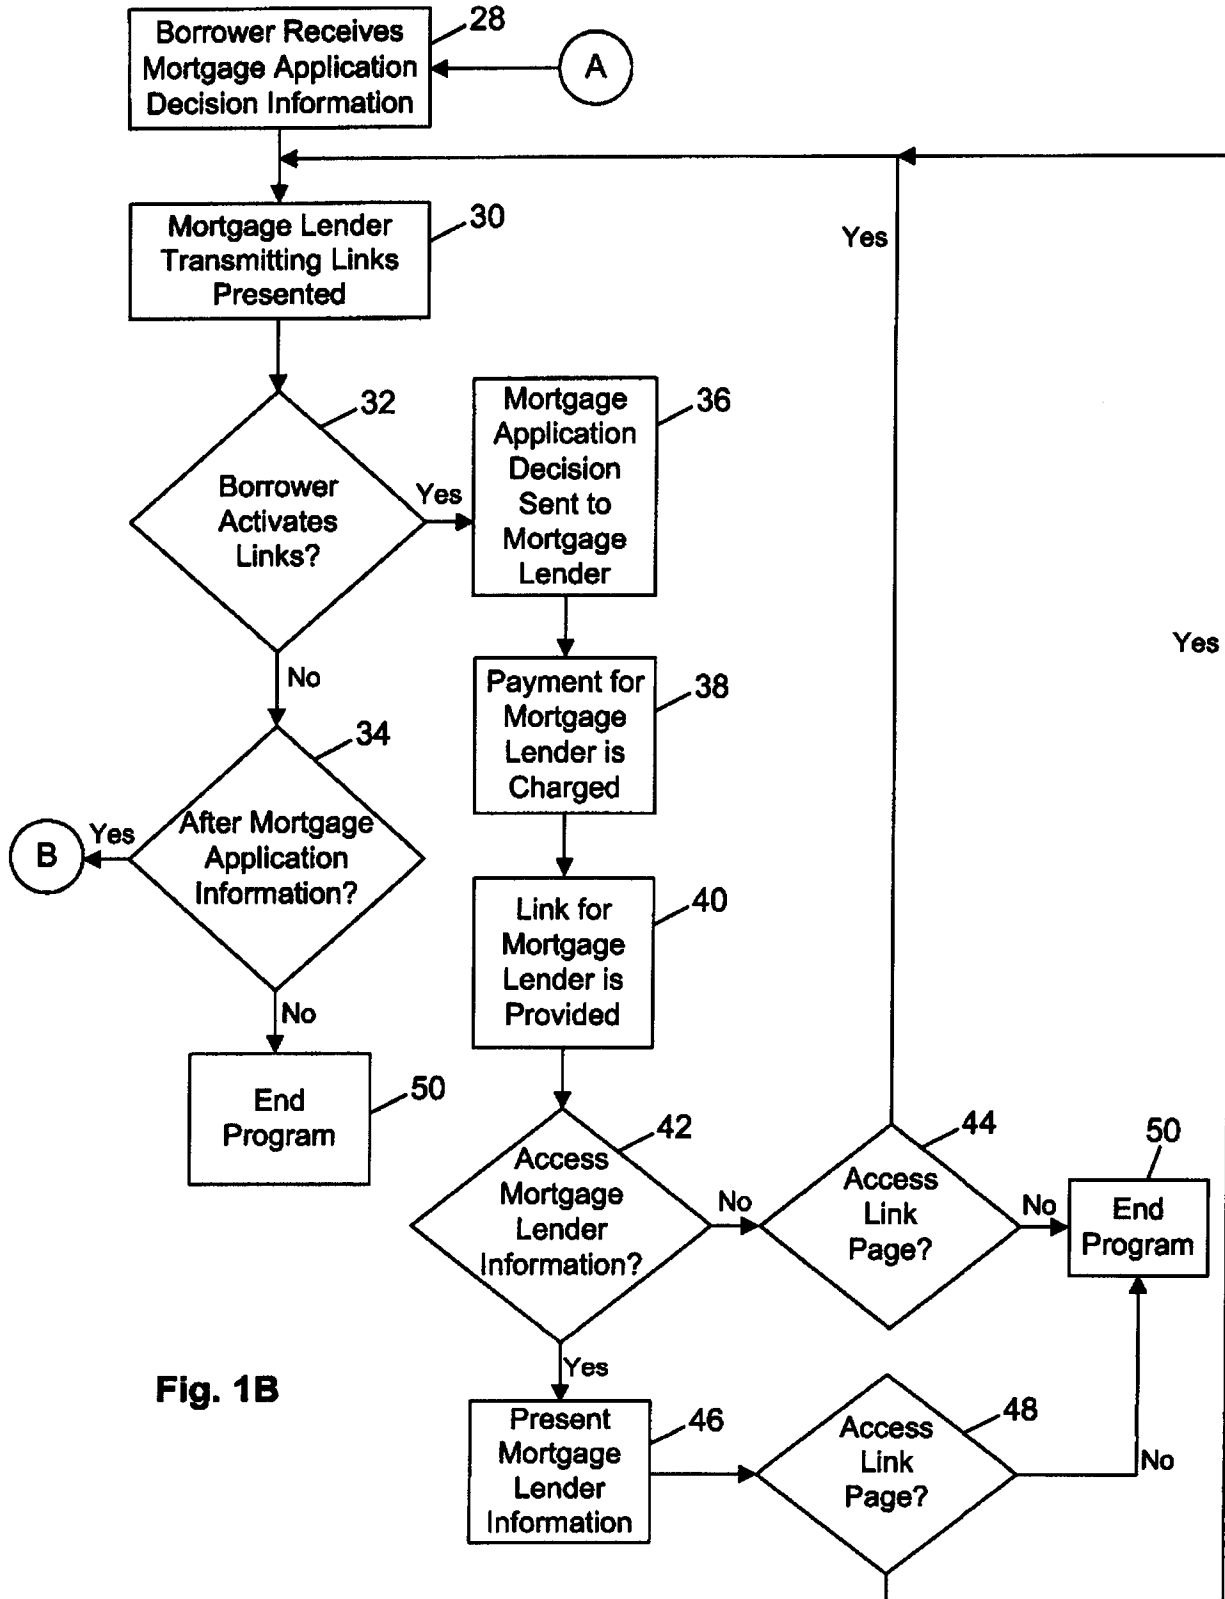 28
Borrower Receives
Mortgage Application
Decision Information
A
Mortgage Lender
Transmitting Links
Presented
30
Yes
32
Borrower
Activates
Links?
Yes
Mortgage
Application
Decision
Sent to
Mortgage
Lender
36
No
Yes
Payment for
Mortgage
Lender is
Charged
38
34
After Mortgage
Application
Information?
Yes
B
Link for
Mortgage
Lender is
Provided
40
No
End
Program
50
42
Access
Mortgage
Lender
Information?
No
44
Access
Link
Page?
No
50
End
Program
Yes
Fig. 1B
Present
Mortgage
Lender
Information
46
48
Access
Link
Page?
No